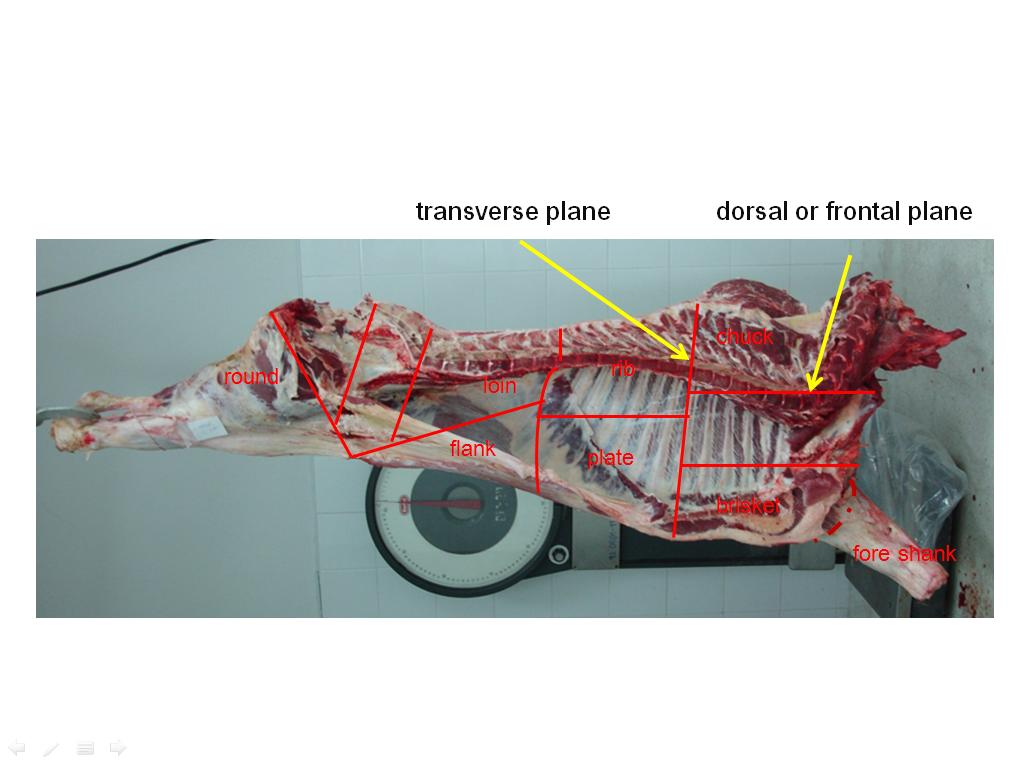 transverse plane
dorsal or frontal plane
chuck
rib
round
loin
flank
plate
brisket
fore shank